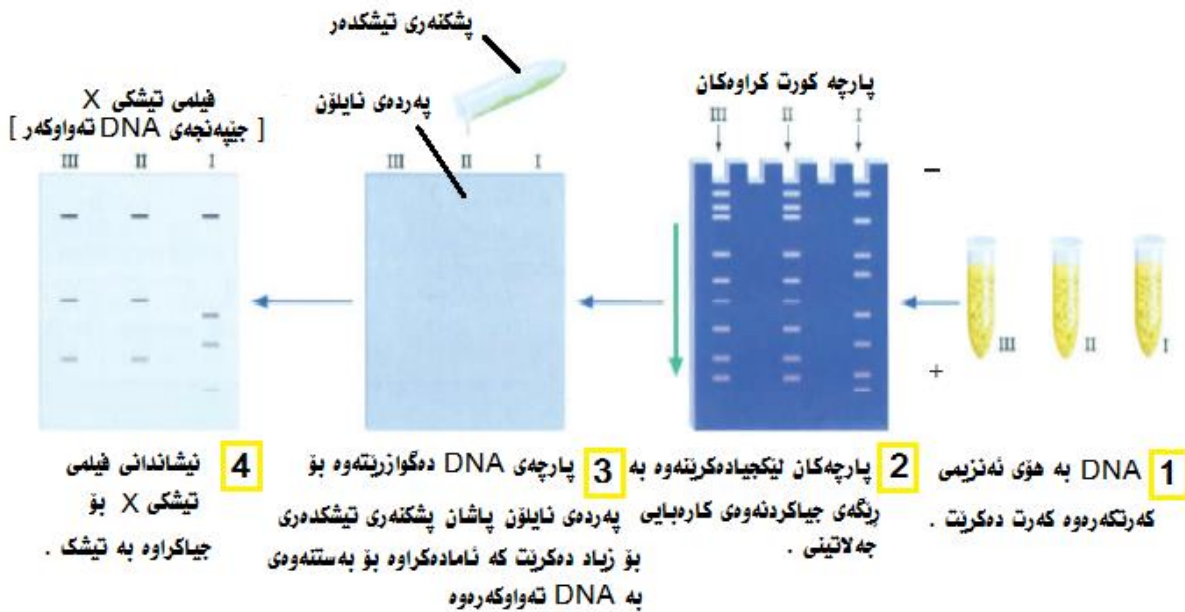 پشکنەری تیشکدەر
پەردەی نایلۆن
پارچە کورت کراوەکان
III II I
فیلمی تیشکی X
[ جێپەنجەی DNA تەواوکەر ]
III II I
III II I
−
+
III II I
1 DNA بە هۆی ئەنزیمی
کەرتکەرەوە کەرت دەکرێت .
2 پارچەکان لێکجیادەکرێنەوە بە
ڕێگەی جیاکردنەوەی کارەبایی
جەلاتینی .
3 پارچەی DNA دەگوازرێتەوە بۆ
پەردەی نایلۆن پاشان پشکنەری تیشکدەری
بۆ زیاد دەکرێت کە ئامادەکراوە بۆ بەستنەوەی
بە DNA تەواوکەرەوە
4 نیشاندانی فیلمی
تیشکی X بۆ
جیاکراوە بە تیشک .